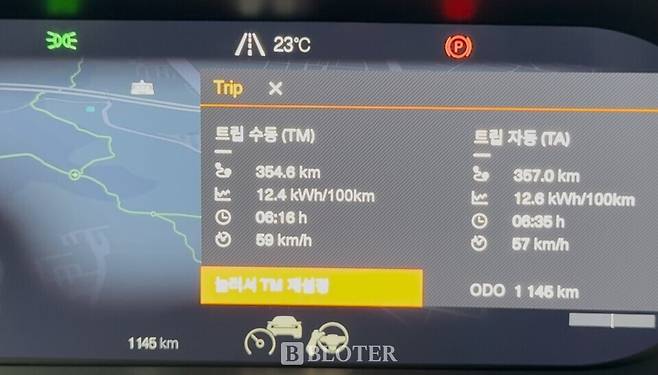 23°C
P
Trip ×
트립 수동 (TM)
354.6 km
12.4 kWh/100km
06:16 h
59 km/h
눌러서 TM 재설정
트립 자동 (TA)
357.0 km
12.6 kWh/100km
06:35 h
57 km/h
ODO 1 145 km
1145 km
B BLOTER